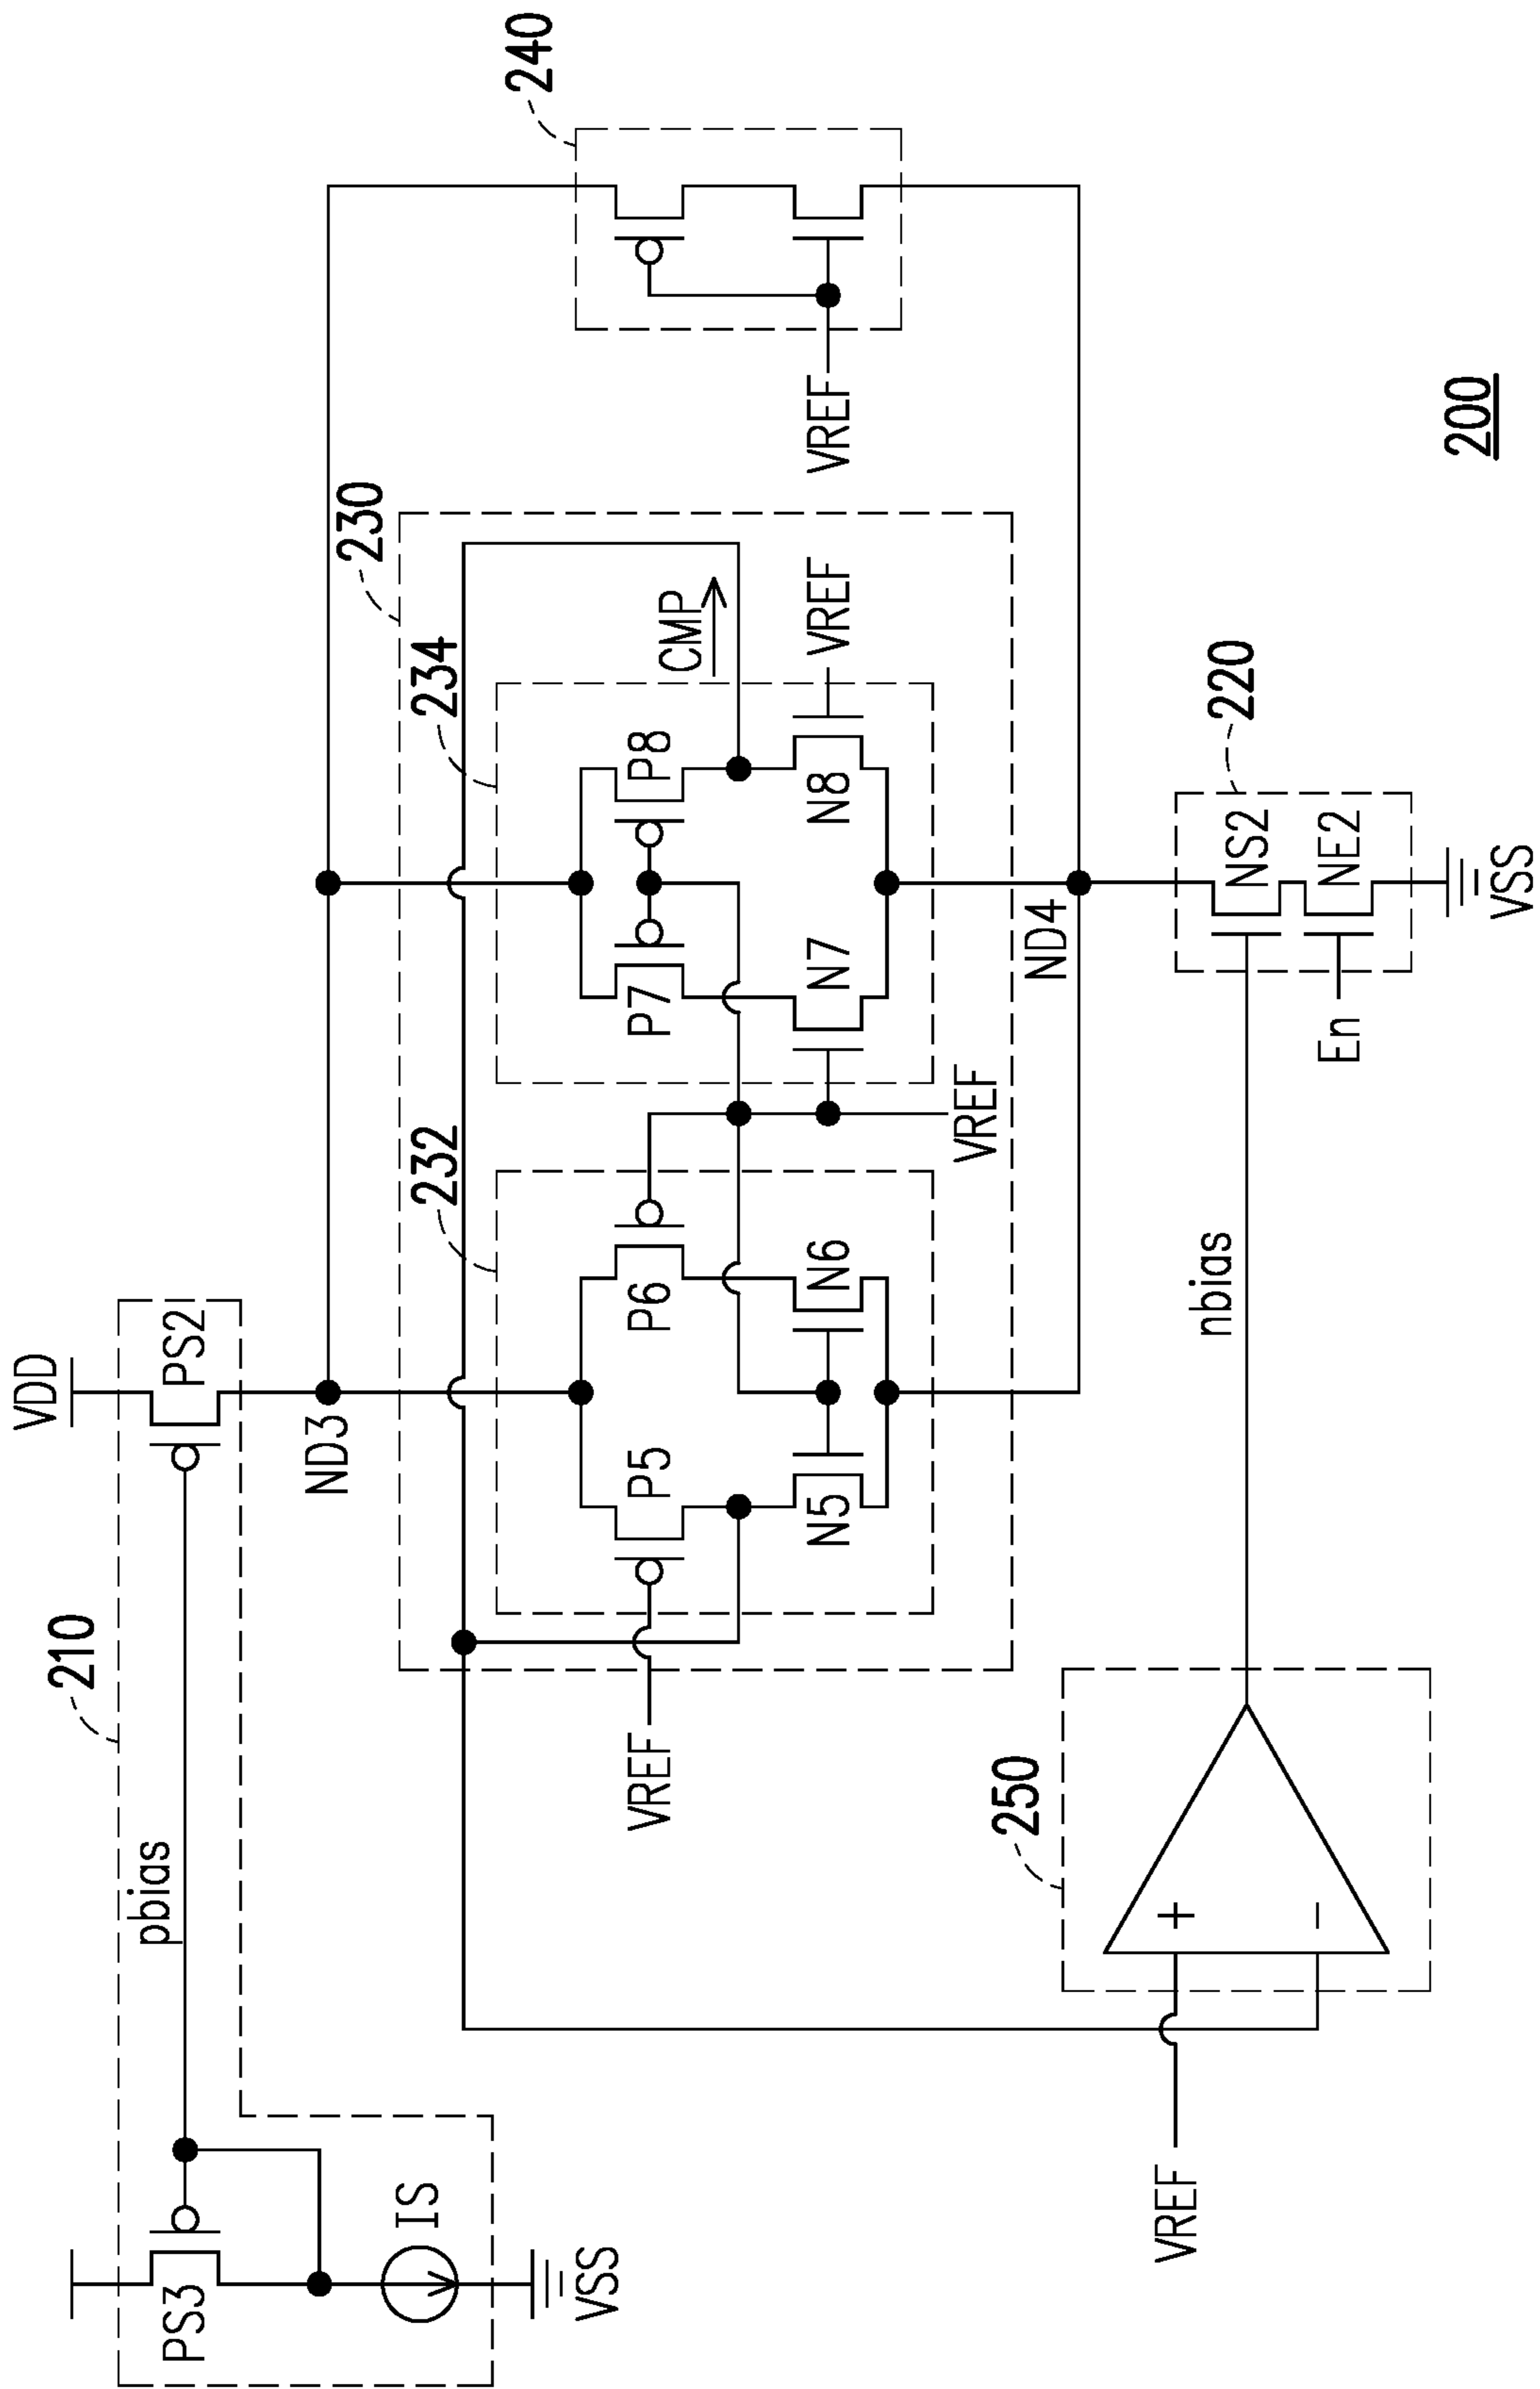 210
pbias
VDD
PS2
PS3
IS
VSS
ND3
230
240
232
234
VREF
P5
P6
P7
P8
CMP
N5
N6
N7
N8
VREF
VREF
VREF
ND4
250
+
−
VREF
nbias
220
NS2
En
NE2
VSS
200